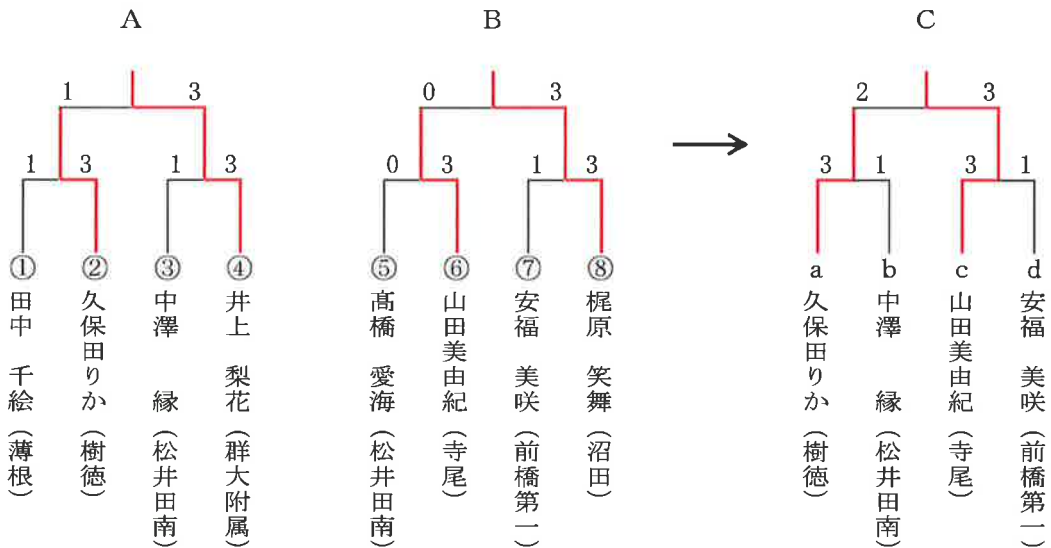 A
1 3
1 3 1 3
① ② ③ ④
田中 千絵(薄根)
久保田りか(樹徳)
中澤 縁(松井田南)
井上 梨花(群大附属)
B
0 3
0 3 1 3
⑤ ⑥ ⑦ ⑧
髙橋 愛海(松井田南)
山田美由紀(寺尾)
安福 美咲(前橋第一)
梶原 笑舞(沼田)
C
2 3
3 1 3 1
a b c d
久保田りか(樹徳)
中澤 縁(松井田南)
山田美由紀(寺尾)
安福 美咲(前橋第一)